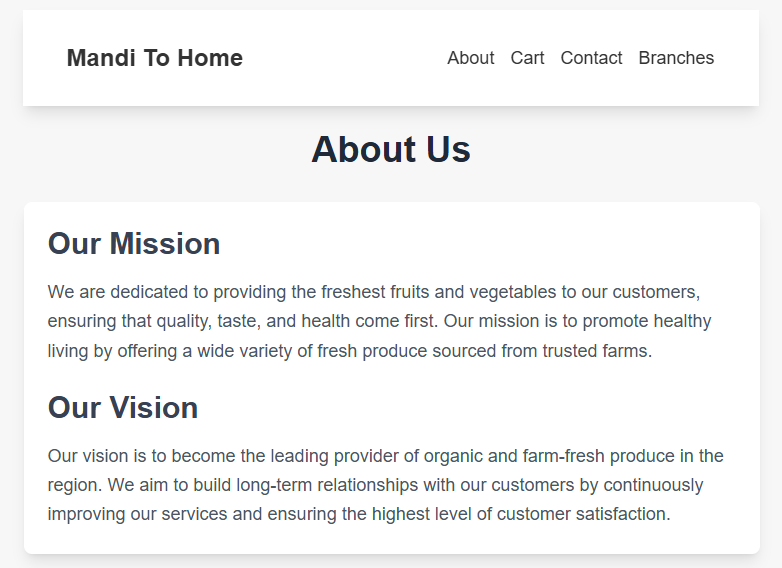 Mandi To Home
About Cart Contact Branches
About Us
Our Mission
We are dedicated to providing the freshest fruits and vegetables to our customers,
ensuring that quality, taste, and health come first. Our mission is to promote healthy
living by offering a wide variety of fresh produce sourced from trusted farms.
Our Vision
Our vision is to become the leading provider of organic and farm-fresh produce in the
region. We aim to build long-term relationships with our customers by continuously
improving our services and ensuring the highest level of customer satisfaction.